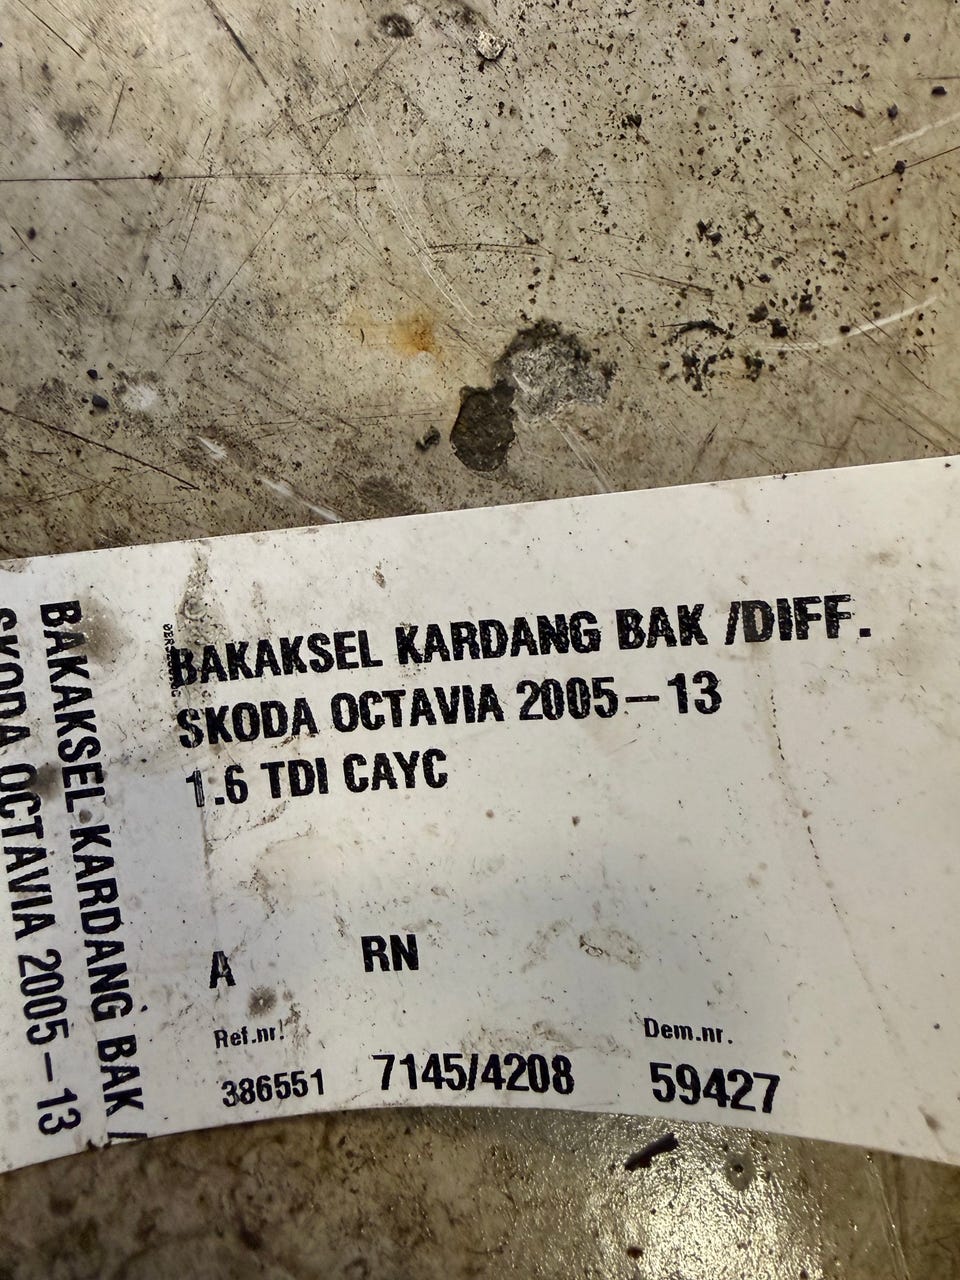 BAKAKSEL KARDANG BAK /DIFF.
SKODA OCTAVIA 2005-13
1.6 TDI CAYC
A RN
Ref.nr: Dem.nr.
386551 7145/4208 59427
BAKAKSEL KARDANG BAK /
SKODA OCTAVIA 2005-13